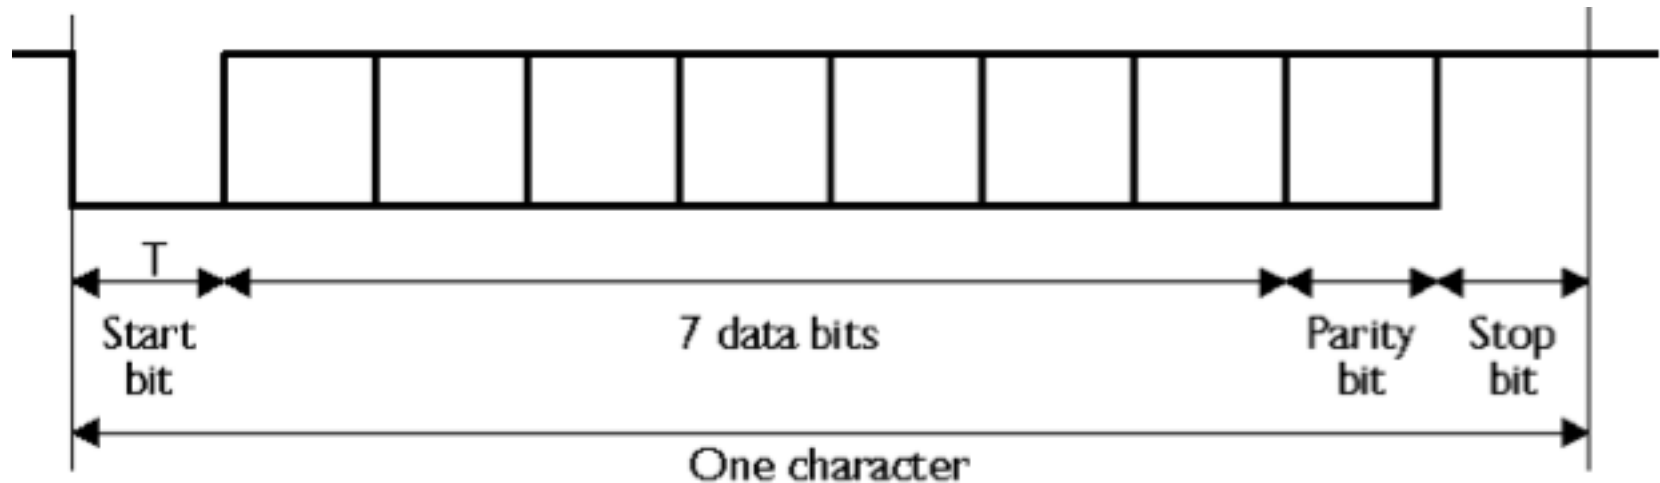 T
Start
bit
7 data bits
Parity
bit
Stop
bit
One character